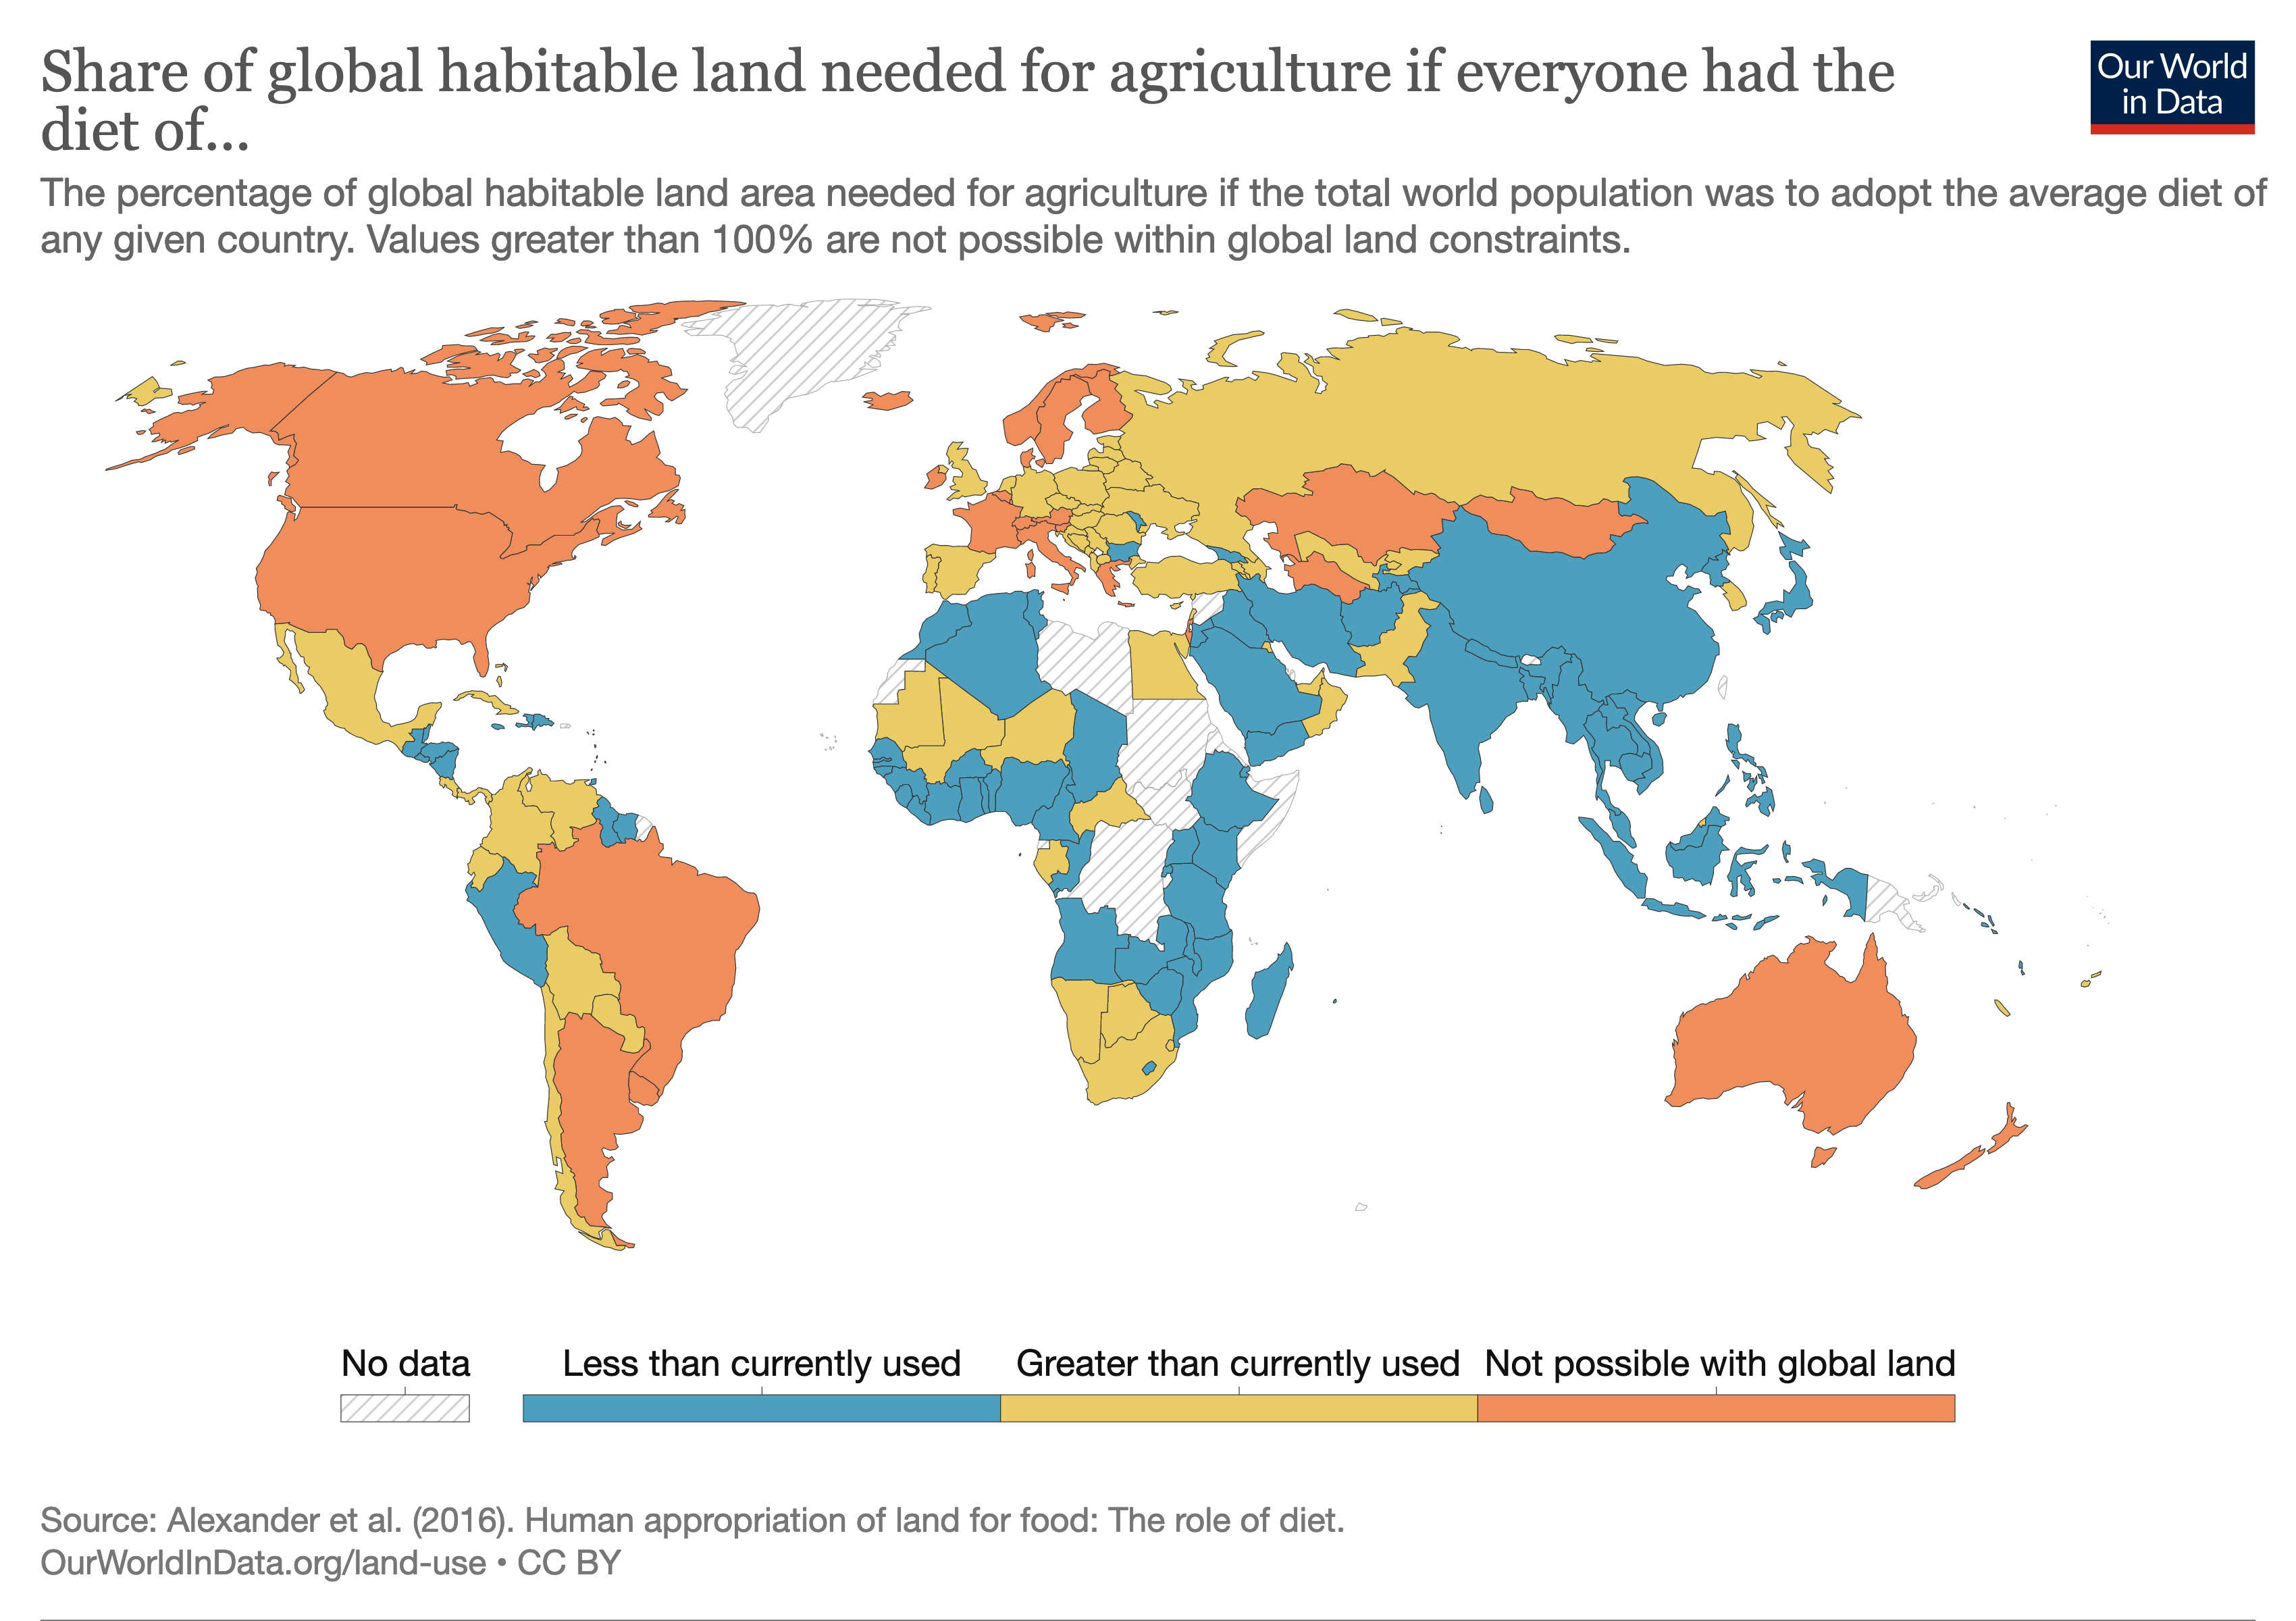 Share of global habitable land needed for agriculture if everyone had the
diet of...
Our World
in Data
The percentage of global habitable land area needed for agriculture if the total world population was to adopt the average diet of
any given country. Values greater than 100% are not possible within global land constraints.
No data
Less than currently used
Greater than currently used
Not possible with global land
Source: Alexander et al. (2016). Human appropriation of land for food: The role of diet.
OurWorldInData.org/land-use • CC BY